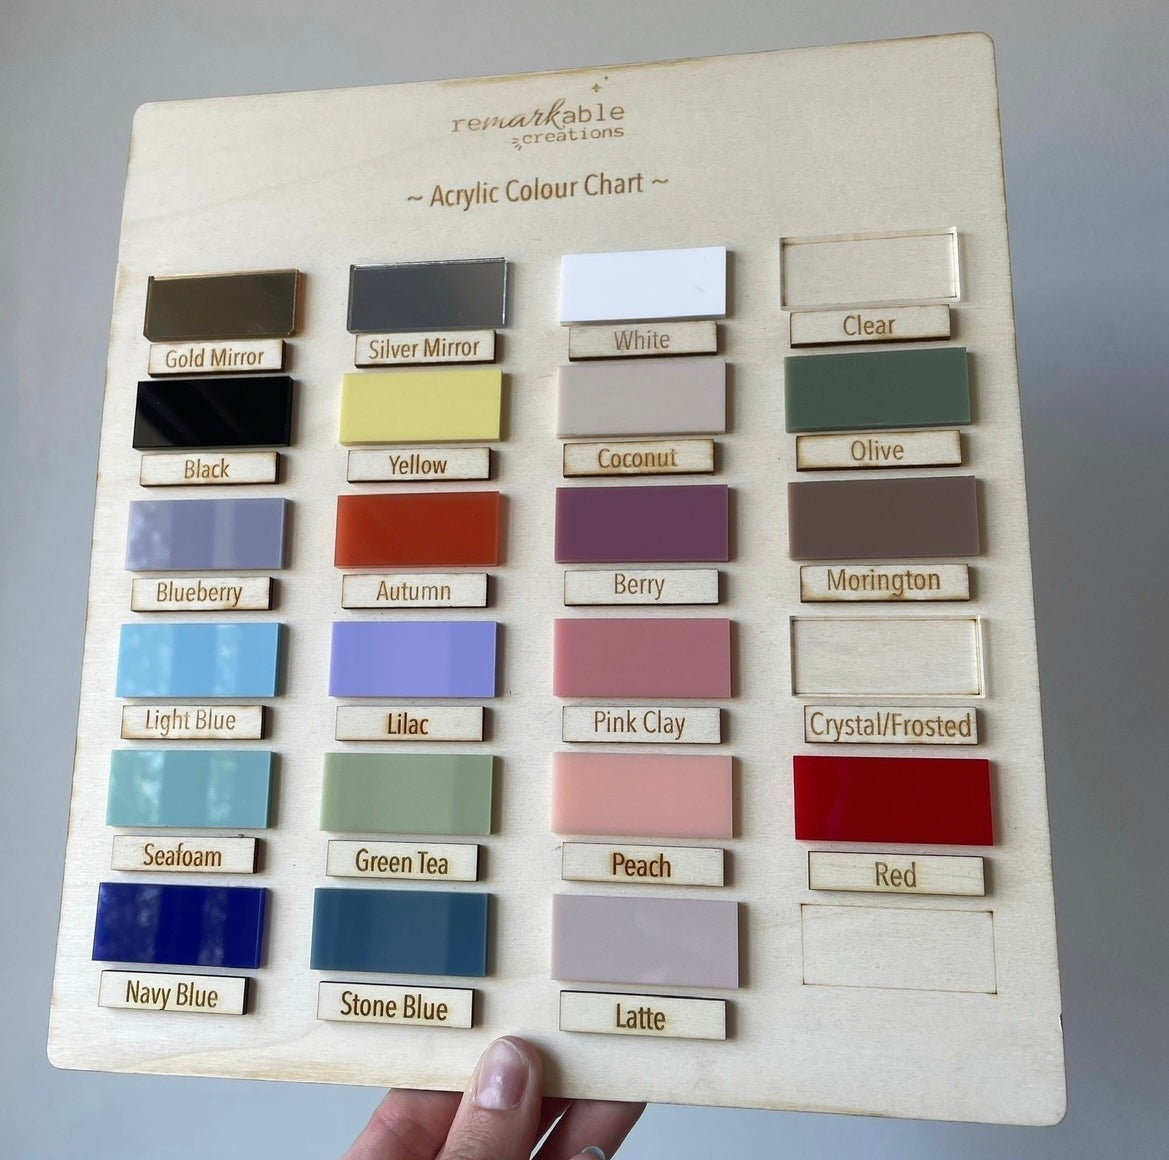 remarkable
creations
~ Acrylic Colour Chart ~
Gold Mirror
Silver Mirror
White
Clear
Black
Yellow
Coconut
Olive
Blueberry
Autumn
Berry
Morington
Light Blue
Lilac
Pink Clay
Crystal/Frosted
Seafoam
Green Tea
Peach
Red
Navy Blue
Stone Blue
Latte